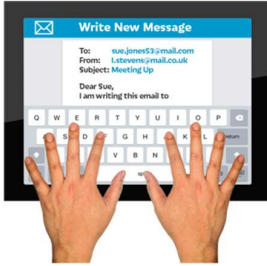 Write New Message
To: sue.jones53@mail.com
From: l.stevens@mail.co.uk
Subject: Meeting Up
Dear Sue,
I am writing this email to
Q W E R T Y U I O P
S D G H K return
V B N